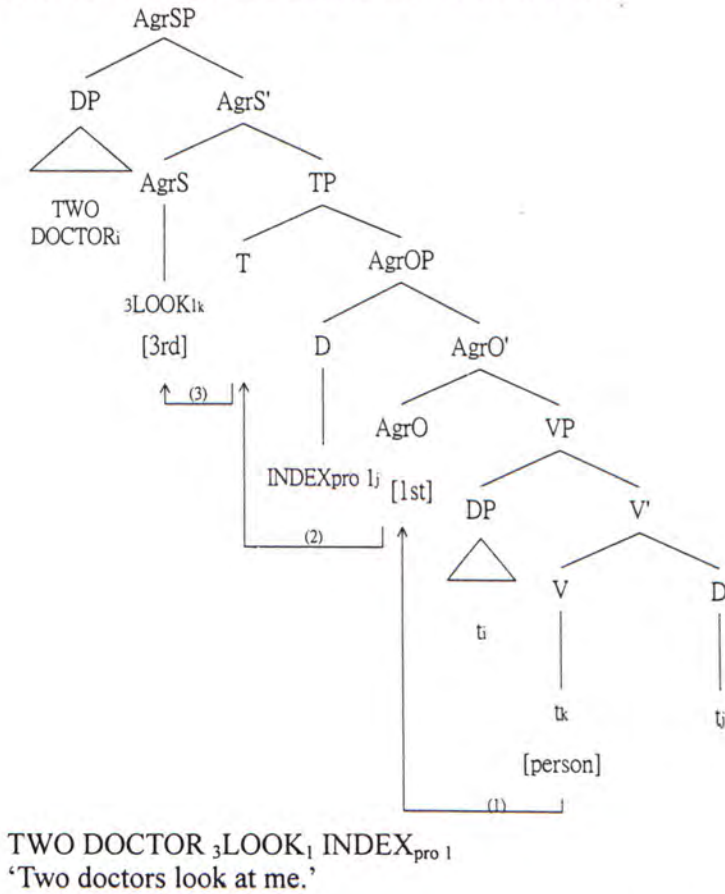 AgrSP
DP AgrS'
AgrS TP
TWO
DOCTORi
T AgrOP
3LOOK1k
[3rd] D AgrO'
(3)
AgrO VP
INDEXpro 1j [1st] DP V'
(2)
V D
ti
tk tj
[person]
(1)
TWO DOCTOR 3LOOK1 INDEXpro 1
‘Two doctors look at me.’